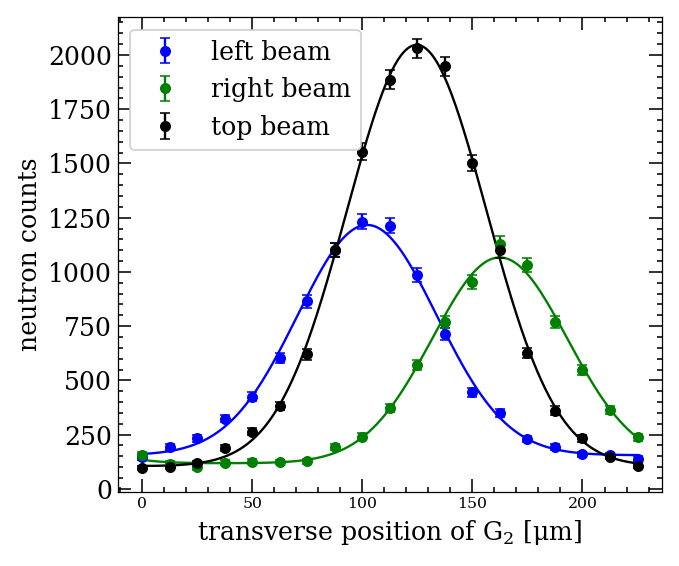 left beam
right beam
top beam
2000
1750
1500
1250
1000
750
500
250
0
neutron counts
0 50 100 150 200
transverse position of G₂ [µm]